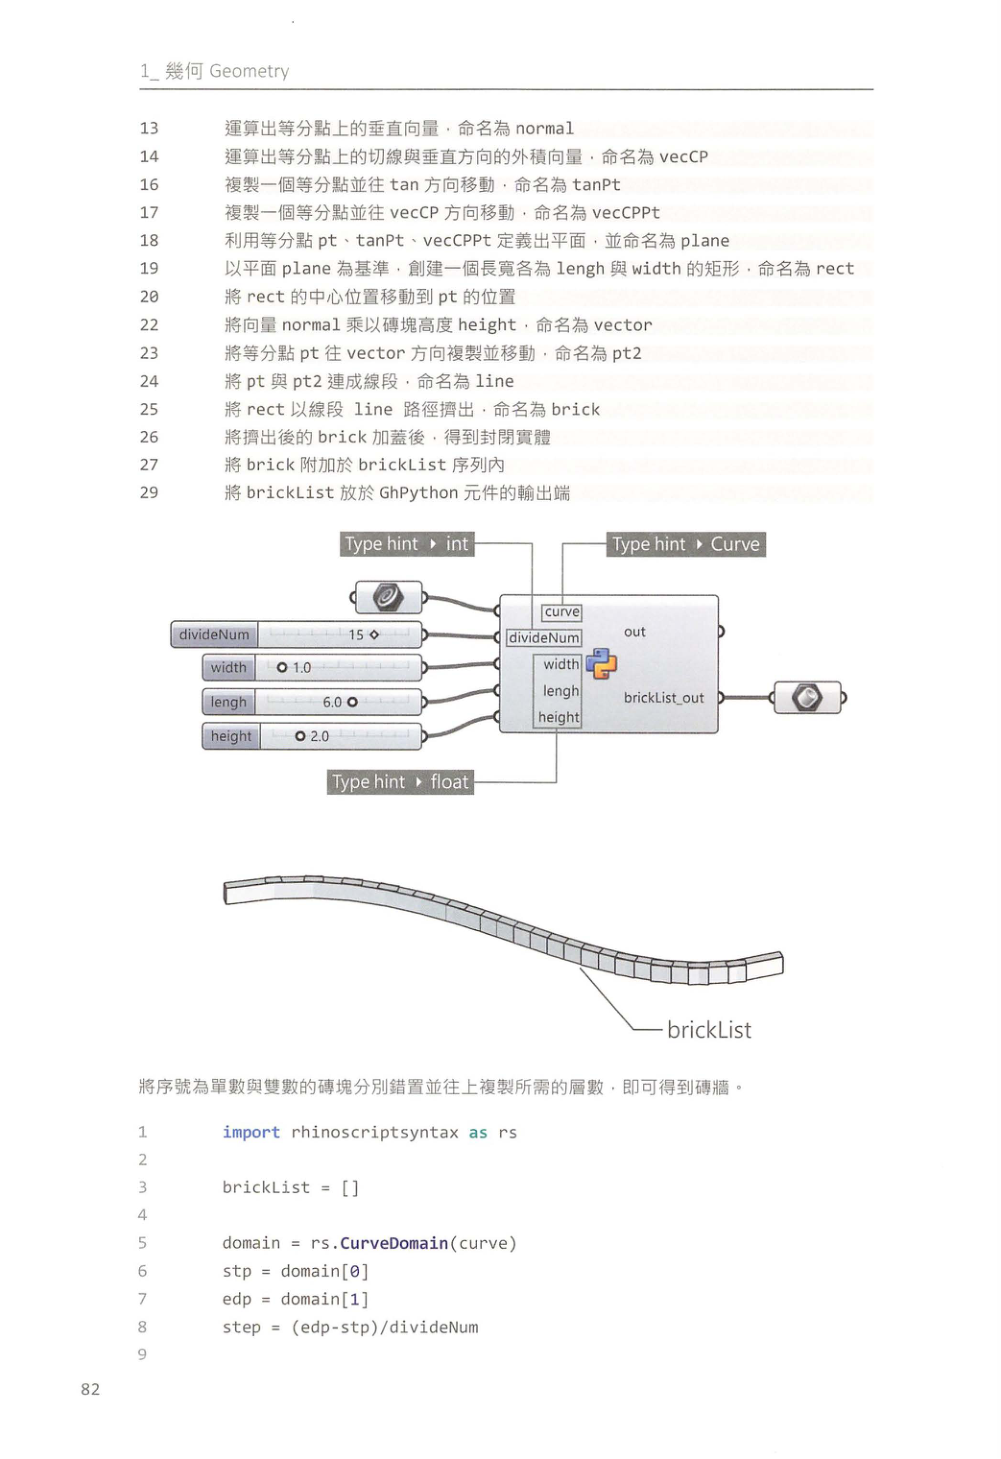 1_ 幾何 Geometry
13 運算出等分點上的垂直向量，命名為 normal
14 運算出等分點上的切線與垂直方向的外積向量，命名為 vecCP
16 複製一個等分點並往 tan 方向移動，命名為 tanPt
17 複製一個等分點並往 vecCP 方向移動，命名為 vecCPPt
18 利用等分點 pt、tanPt、vecCPPt 定義出平面，並命名為 plane
19 以平面 plane 為基準，創建一個長寬各為 lengh 與 width 的矩形，命名為 rect
20 將 rect 的中心位置移動到 pt 的位置
22 將向量 normal 乘以磚塊高度 height，命名為 vector
23 將等分點 pt 往 vector 方向複製並移動，命名為 pt2
24 將 pt 與 pt2 連成線段，命名為 line
25 將 rect 以線段 line 路徑擠出，命名為 brick
26 將擠出後的 brick 加蓋後，得到封閉實體
27 將 brick 附加於 brickList 序列內
29 將 brickList 放於 GhPython 元件的輸出端
Type hint ▸ int
Type hint ▸ Curve
curve
divideNum 15
divideNum
out
width 1.0
width
lengh 6.0
lengh
brickList_out
height 2.0
height
Type hint ▸ float
brickList
將序號為單數與雙數的磚塊分別錯置並往上複製所需的層數，即可得到磚牆。
1 import rhinoscriptsyntax as rs
2
3 brickList = []
4
5 domain = rs.CurveDomain(curve)
6 stp = domain[0]
7 edp = domain[1]
8 step = (edp-stp)/divideNum
9
82